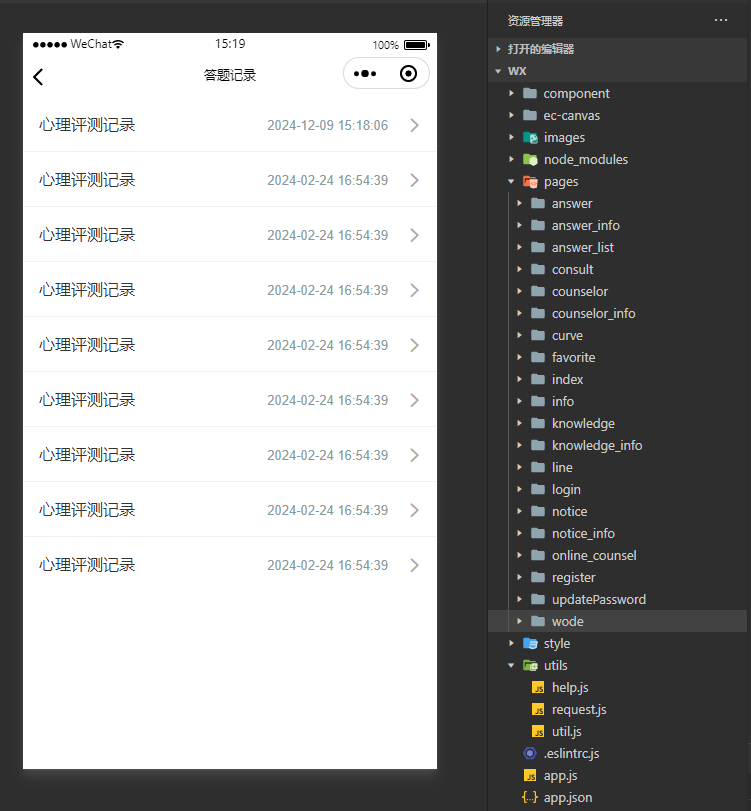 WeChat
15:19
100%
答题记录
心理评测记录 2024-12-09 15:18:06
心理评测记录 2024-02-24 16:54:39
心理评测记录 2024-02-24 16:54:39
心理评测记录 2024-02-24 16:54:39
心理评测记录 2024-02-24 16:54:39
心理评测记录 2024-02-24 16:54:39
心理评测记录 2024-02-24 16:54:39
心理评测记录 2024-02-24 16:54:39
心理评测记录 2024-02-24 16:54:39
资源管理器
打开的编辑器
WX
component
ec-canvas
images
node_modules
pages
answer
answer_info
answer_list
consult
counselor
counselor_info
curve
favorite
index
info
knowledge
knowledge_info
line
login
notice
notice_info
online_counsel
register
updatePassword
wode
style
utils
JS help.js
JS request.js
JS util.js
.eslintrc.js
JS app.js
{..} app.json